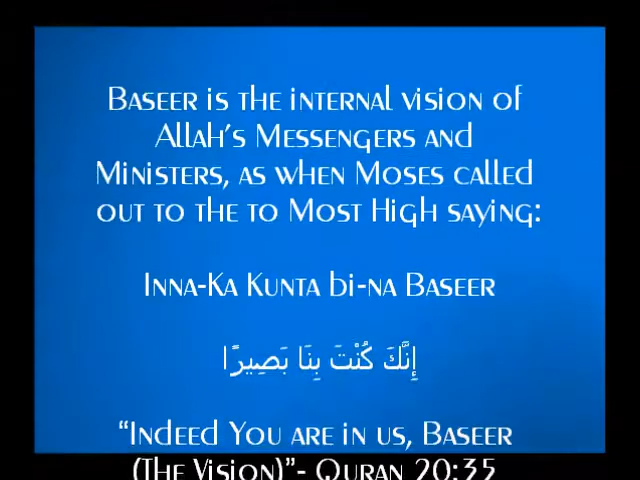 Baseer is the internal vision of
Allah's Messengers and
Ministers, as when Moses called
out to the to Most High saying:
Inna-Ka Kunta bi-na Baseer
إِنَّكَ كُنْتَ بِنَا بَصِيرًا
“Indeed You are in us, Baseer
(The Vision)”- Quran 20:35